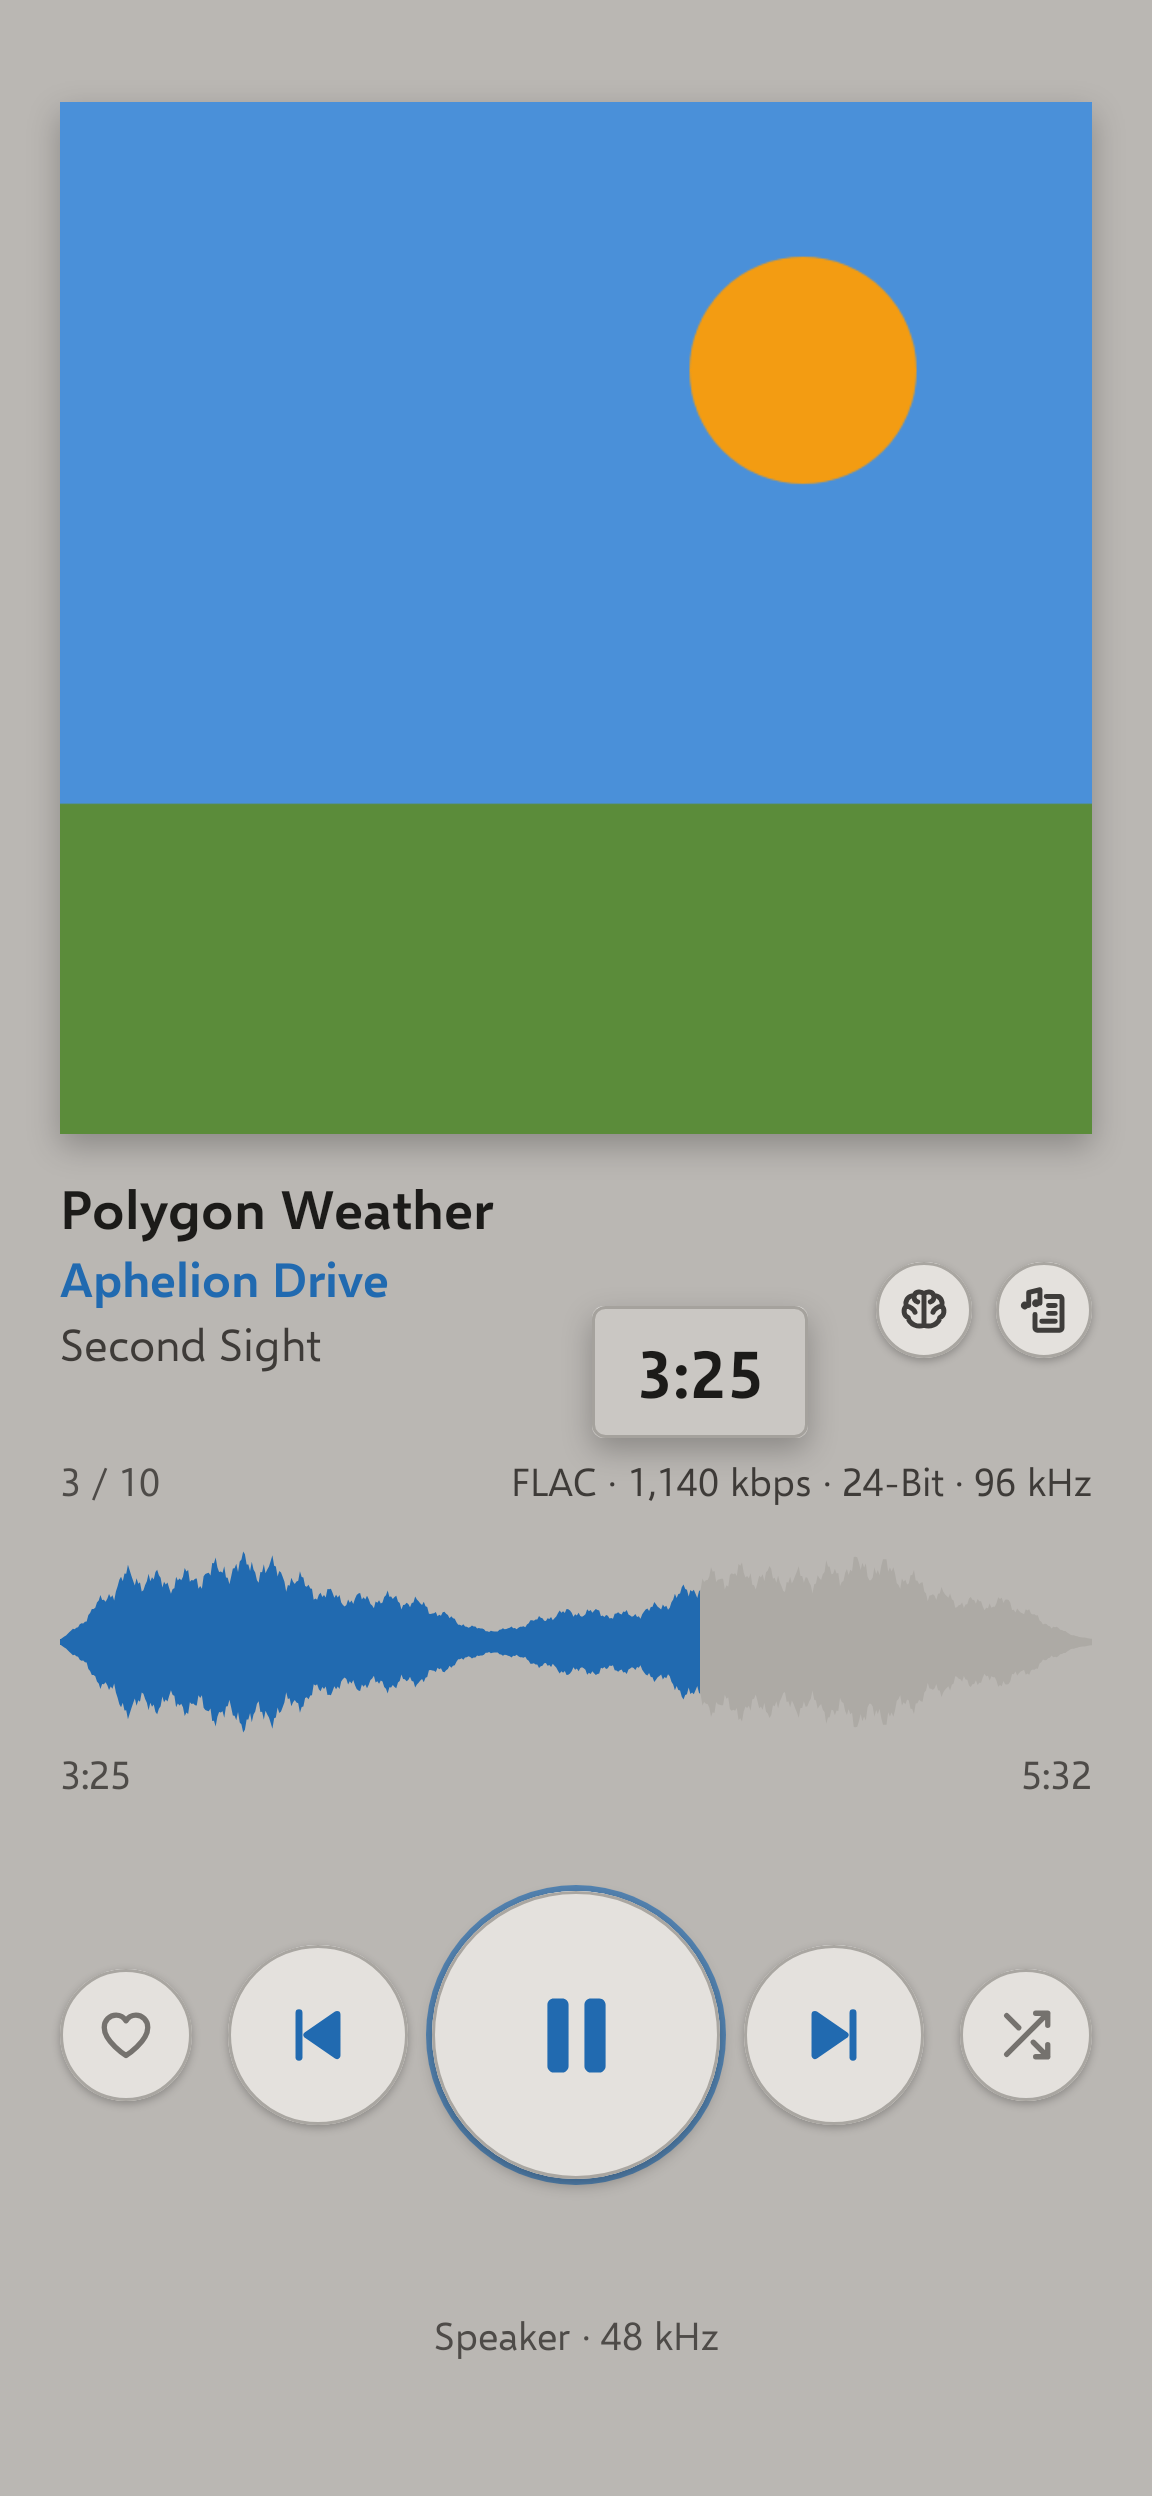 Polygon Weather
Aphelion Drive
Second Sight
3:25
3 / 10
FLAC · 1,140 kbps · 24-Bit · 96 kHz
3:25
5:32
Speaker · 48 kHz